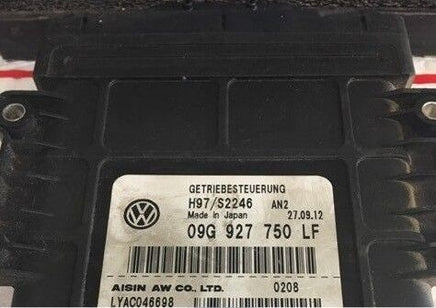 GETRIEBESTEUERUNG
H97/S2246 AN2
Made in Japan 27.09.12
09G 927 750 LF
AISIN AW CO., LTD. 0208
LYAC046698